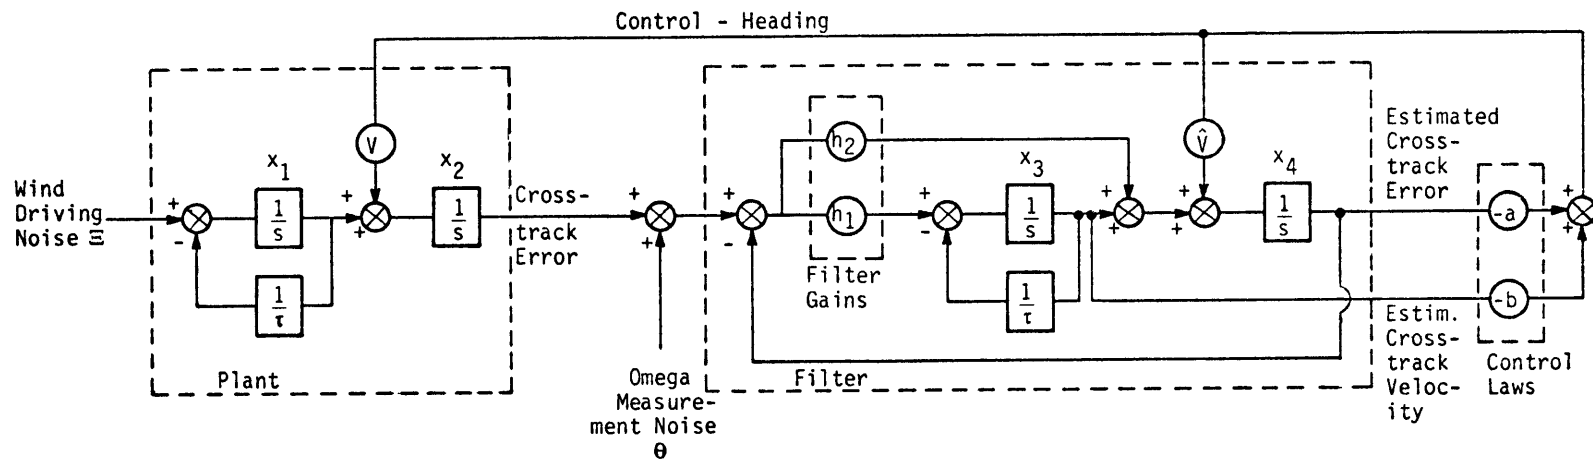 Control - Heading
Wind
Driving
Noise Ξ
+
-
x1
1
s
1
τ
V
+
+
x2
1
s
Plant
Cross-
track
Error
+
+
Omega
Measure-
ment Noise
θ
+
-
h2
h1
Filter
Gains
+
-
x3
1
s
1
τ
+
+
V̂
+
+
x4
1
s
Filter
Estimated
Cross-
track
Error
Estim.
Cross-
track
Veloc-
ity
-a
-b
+
+
Control
Laws